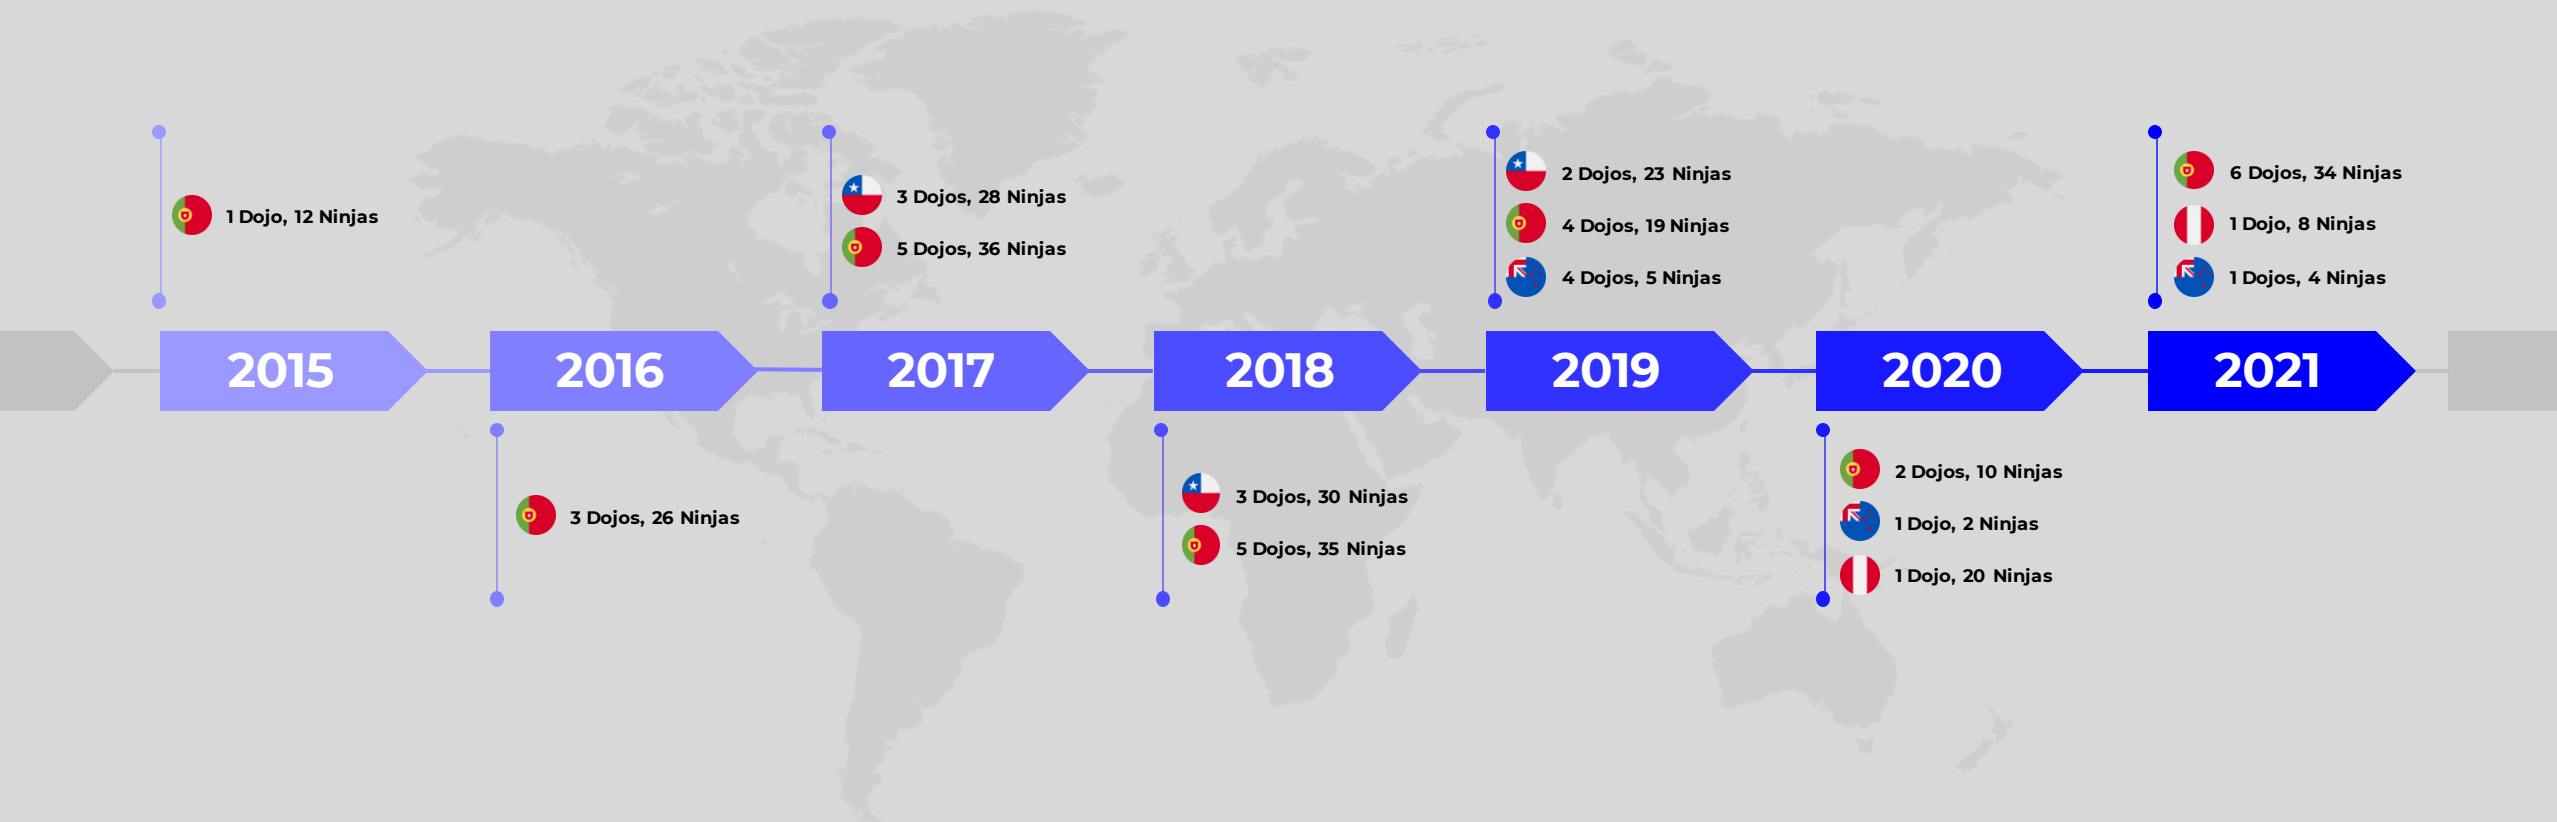 1 Dojo, 12 Ninjas
3 Dojos, 28 Ninjas
5 Dojos, 36 Ninjas
2 Dojos, 23 Ninjas
4 Dojos, 19 Ninjas
4 Dojos, 5 Ninjas
6 Dojos, 34 Ninjas
1 Dojo, 8 Ninjas
1 Dojos, 4 Ninjas
2015
2016
2017
2018
2019
2020
2021
3 Dojos, 26 Ninjas
3 Dojos, 30 Ninjas
5 Dojos, 35 Ninjas
2 Dojos, 10 Ninjas
1 Dojo, 2 Ninjas
1 Dojo, 20 Ninjas